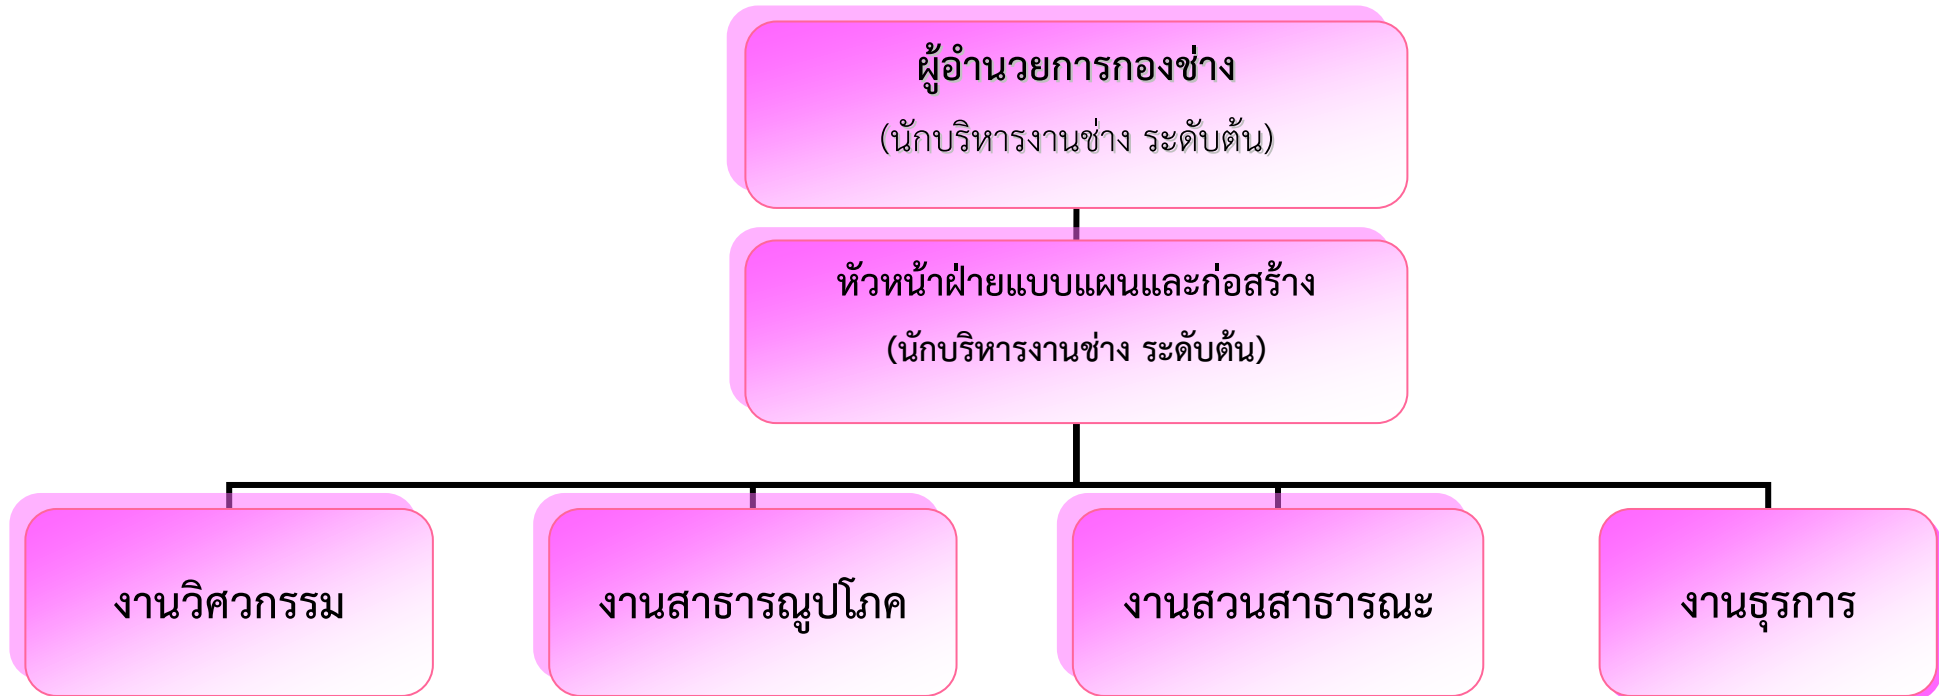 ผู้อำนวยการกองช่าง
(นักบริหารงานช่าง ระดับต้น)
หัวหน้าฝ่ายแบบแผนและก่อสร้าง
(นักบริหารงานช่าง ระดับต้น)
งานวิศวกรรม
งานสาธารณูปโภค
งานสวนสาธารณะ
งานธุรการ